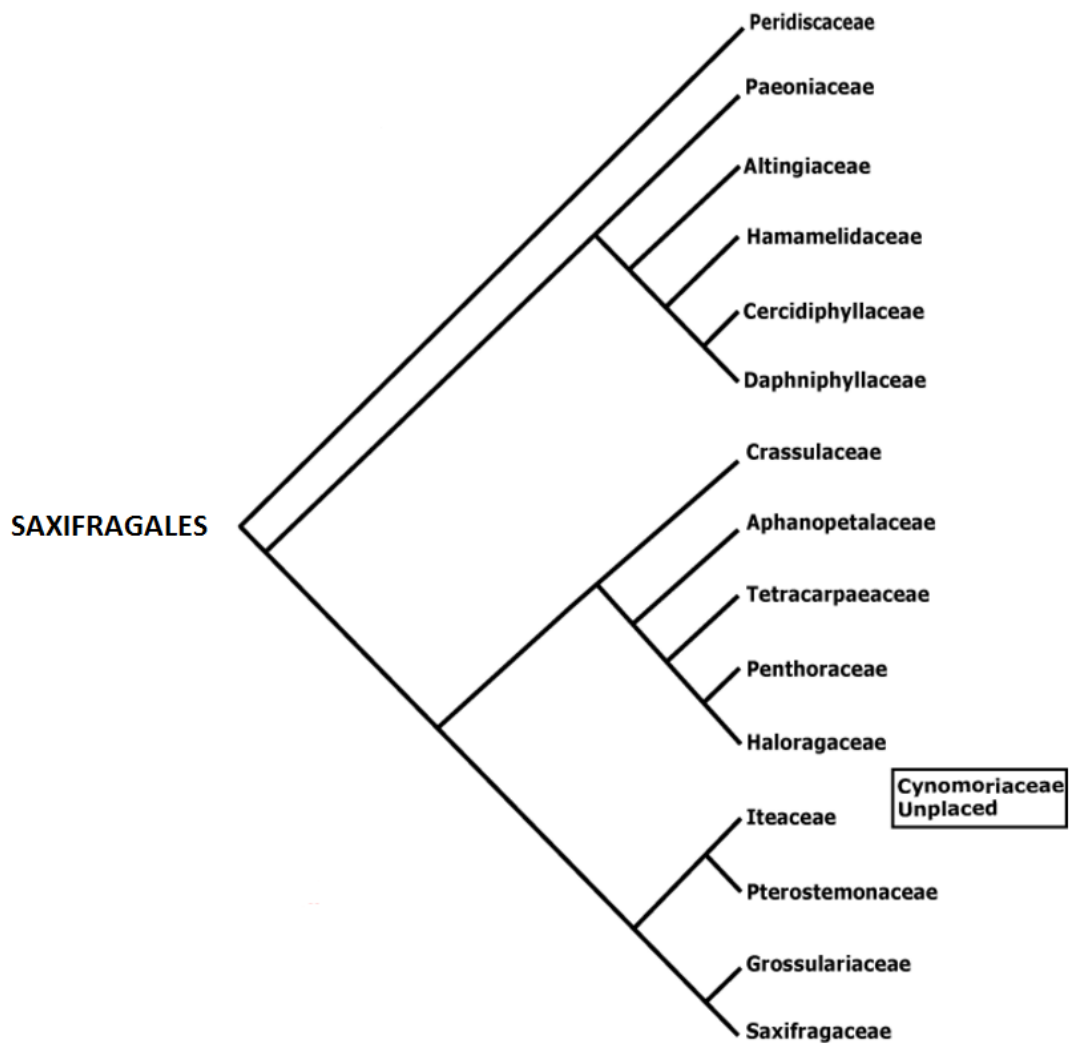 Peridiscaceae
Paeoniaceae
Altingiaceae
Hamamelidaceae
Cercidiphyllaceae
Daphniphyllaceae
Crassulaceae
SAXIFRAGALES
Aphanopetalaceae
Tetracarpaeaceae
Penthoraceae
Haloragaceae
Cynomoriaceae
Unplaced
Iteaceae
Pterostemonaceae
Grossulariaceae
Saxifragaceae